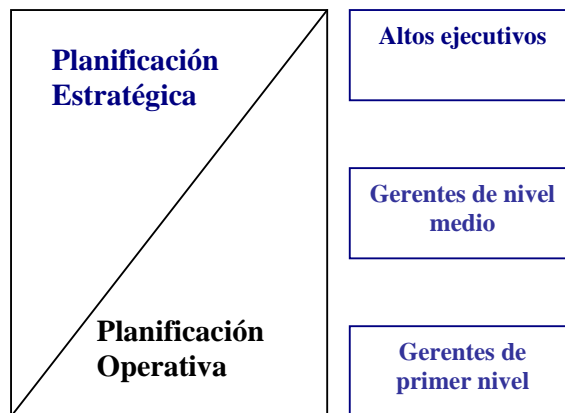 Planificación
Estratégica
Altos ejecutivos
Gerentes de nivel
medio
Planificación
Operativa
Gerentes de
primer nivel